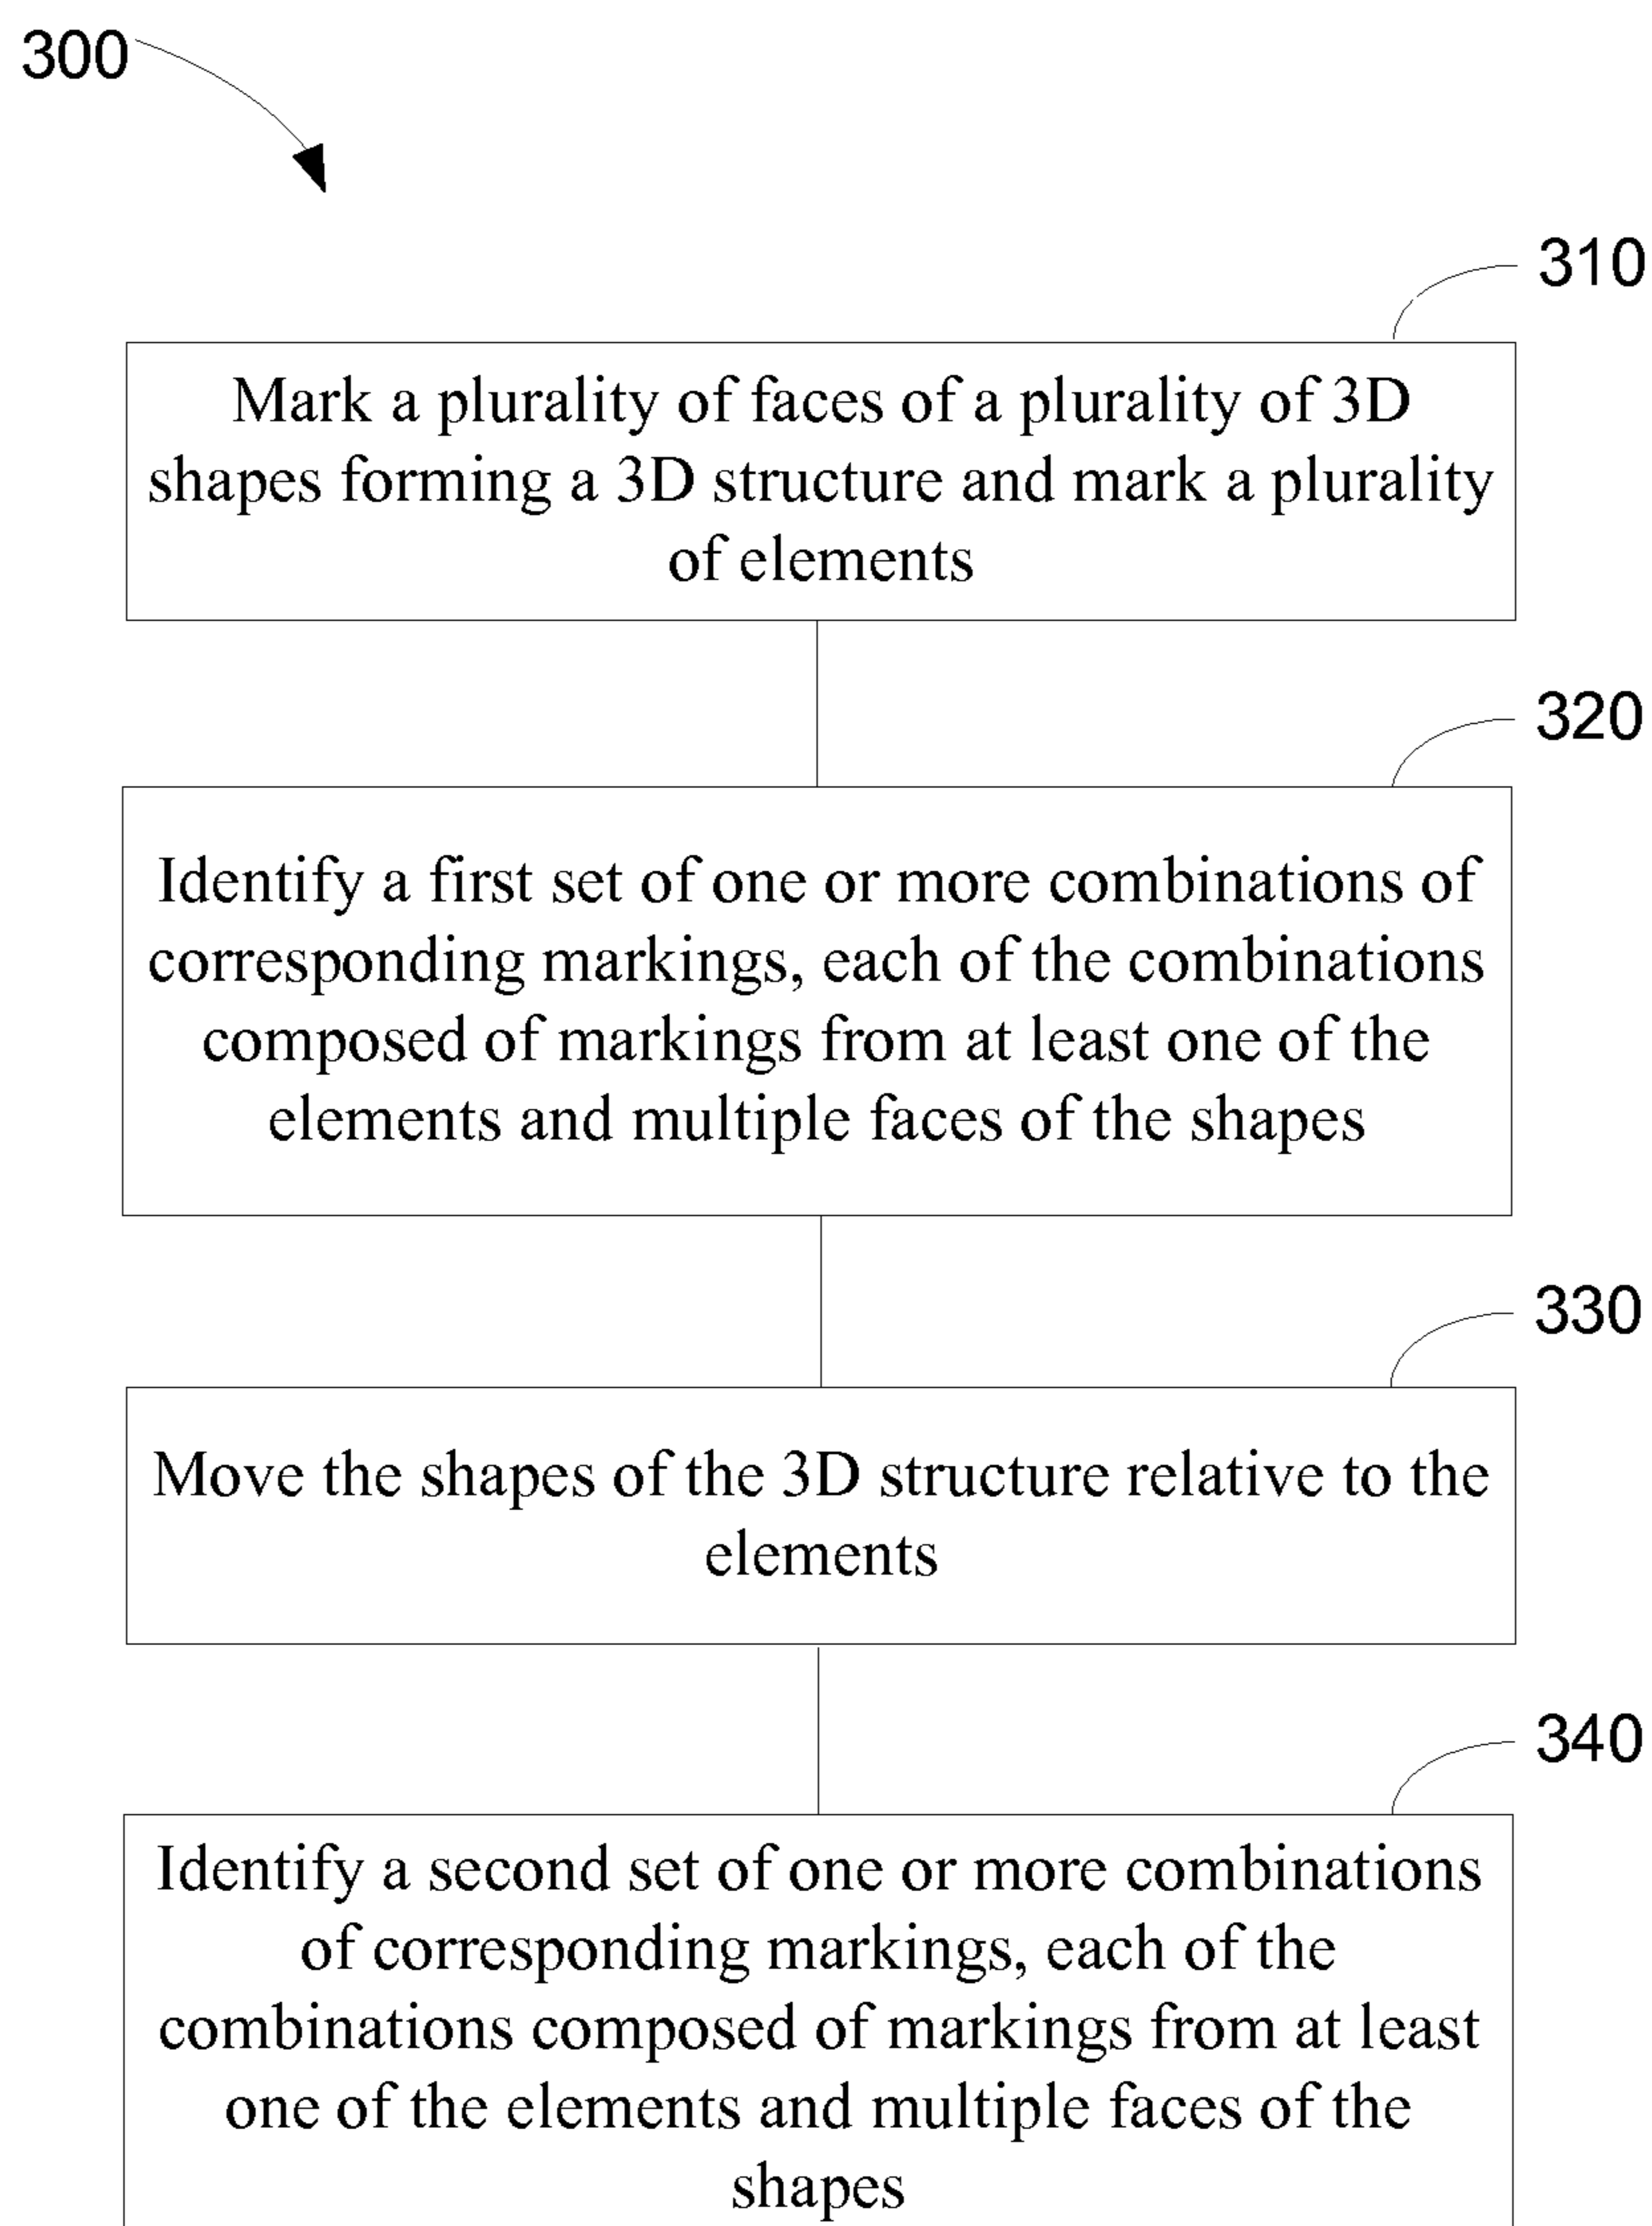 300
310
Mark a plurality of faces of a plurality of 3D
shapes forming a 3D structure and mark a plurality
of elements
320
Identify a first set of one or more combinations of
corresponding markings, each of the combinations
composed of markings from at least one of the
elements and multiple faces of the shapes
330
Move the shapes of the 3D structure relative to the
elements
340
Identify a second set of one or more combinations
of corresponding markings, each of the
combinations composed of markings from at least
one of the elements and multiple faces of the
shapes